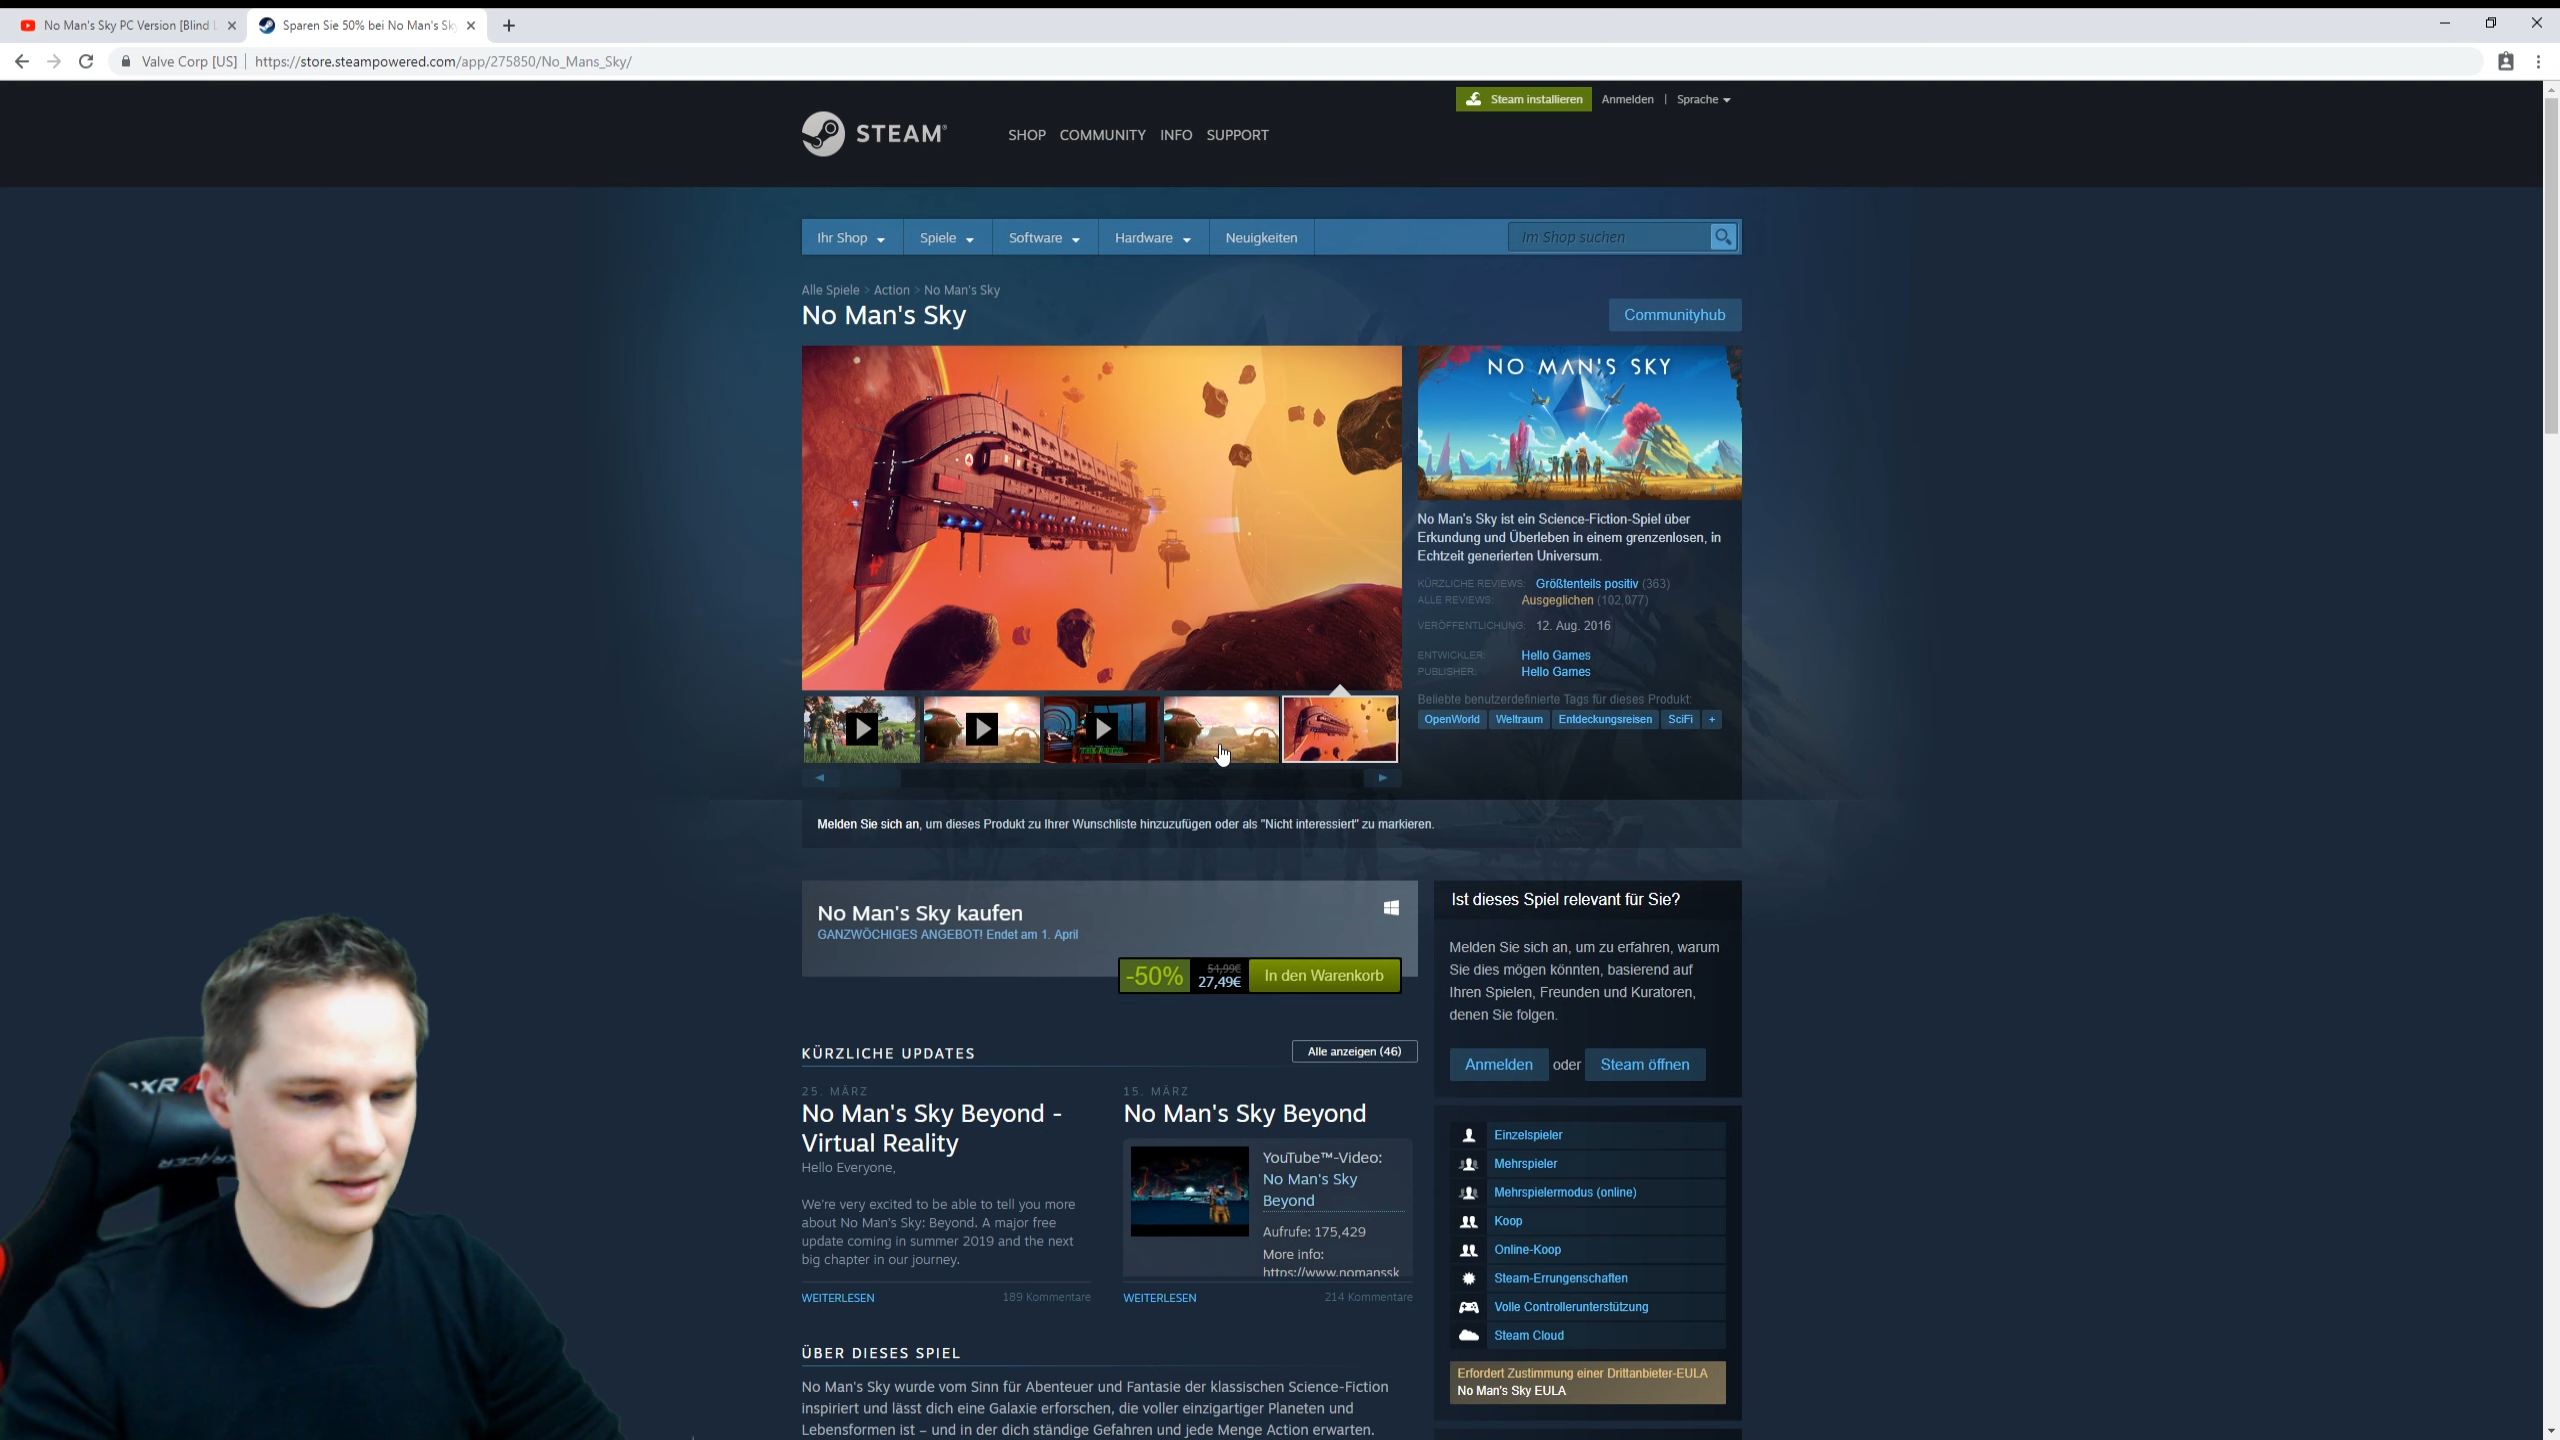 No Man's Sky PC Version [Blind
Sparen Sie 50% bei No Man's Sky
Valve Corp [US]
https://store.steampowered.com/app/275850/No_Mans_Sky/
Steam installieren
Anmelden
Sprache
STEAM
SHOP COMMUNITY INFO SUPPORT
Ihr Shop
Spiele
Software
Hardware
Neuigkeiten
Im Shop suchen
Alle Spiele > Action > No Man's Sky
No Man's Sky
Communityhub
NO MAN'S SKY
No Man's Sky ist ein Science-Fiction-Spiel über
Erkundung und Überleben in einem grenzenlosen, in
Echtzeit generierten Universum.
KÜRZLICHE REVIEWS: Größtenteils positiv (363)
ALLE REVIEWS: Ausgeglichen (102,077)
VERÖFFENTLICHUNG: 12. Aug. 2016
ENTWICKLER: Hello Games
PUBLISHER: Hello Games
Beliebte benutzerdefinierte Tags für dieses Produkt:
OpenWorld Weltraum Entdeckungsreisen SciFi +
Melden Sie sich an, um dieses Produkt zu Ihrer Wunschliste hinzuzufügen oder als "Nicht interessiert" zu markieren.
No Man's Sky kaufen
GANZWÖCHIGES ANGEBOT! Endet am 1. April
-50%
54,99€
27,49€
In den Warenkorb
Ist dieses Spiel relevant für Sie?
Melden Sie sich an, um zu erfahren, warum
Sie dies mögen könnten, basierend auf
Ihren Spielen, Freunden und Kuratoren,
denen Sie folgen.
Anmelden oder Steam öffnen
KÜRZLICHE UPDATES
Alle anzeigen (46)
25. MÄRZ
No Man's Sky Beyond -
Virtual Reality
Hello Everyone,
We're very excited to be able to tell you more
about No Man's Sky: Beyond. A major free
update coming in summer 2019 and the next
big chapter in our journey.
WEITERLESEN
189 Kommentare
15. MÄRZ
No Man's Sky Beyond
YouTube™-Video:
No Man's Sky
Beyond
Aufrufe: 175,429
More info:
https://www.nomanssk
WEITERLESEN
214 Kommentare
Einzelspieler
Mehrspieler
Mehrspielermodus (online)
Koop
Online-Koop
Steam-Errungenschaften
Volle Controllerunterstützung
Steam Cloud
Erfordert Zustimmung einer Drittanbieter-EULA
No Man's Sky EULA
ÜBER DIESES SPIEL
No Man's Sky wurde vom Sinn für Abenteuer und Fantasie der klassischen Science-Fiction
inspiriert und lässt dich eine Galaxie erforschen, die voller einzigartiger Planeten und
Lebensformen ist – und in der dich ständige Gefahren und jede Menge Action erwarten.